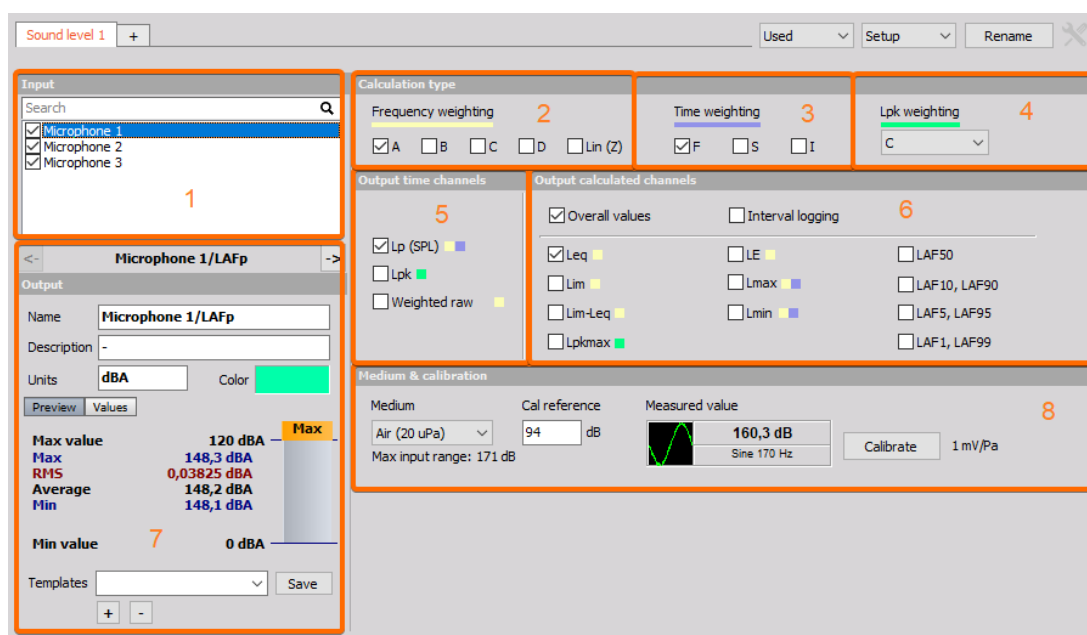 Sound level 1 +
Used Setup Rename
Input
Search
Microphone 1
Microphone 2
Microphone 3
1
Calculation type
Frequency weighting 2
A B C D Lin (Z)
Time weighting 3
F S I
Lpk weighting 4
C
Output time channels
5
Lp (SPL)
Lpk
Weighted raw
Output calculated channels
Overall values Interval logging 6
Leq LE LAF50
Lim Lmax LAF10, LAF90
Lim-Leq Lmin LAF5, LAF95
Lpkmax LAF1, LAF99
<- Microphone 1/LAFp ->
Output
Name Microphone 1/LAFp
Description -
Units dBA Color
Preview Values
Max value 120 dBA Max
Max 148,3 dBA
RMS 0,03825 dBA
Average 148,2 dBA
Min 148,1 dBA
Min value 7 0 dBA
Templates Save
+ -
Medium & calibration
Medium Cal reference Measured value 8
Air (20 uPa) 94 dB 160,3 dB Calibrate 1 mV/Pa
Sine 170 Hz
Max input range: 171 dB